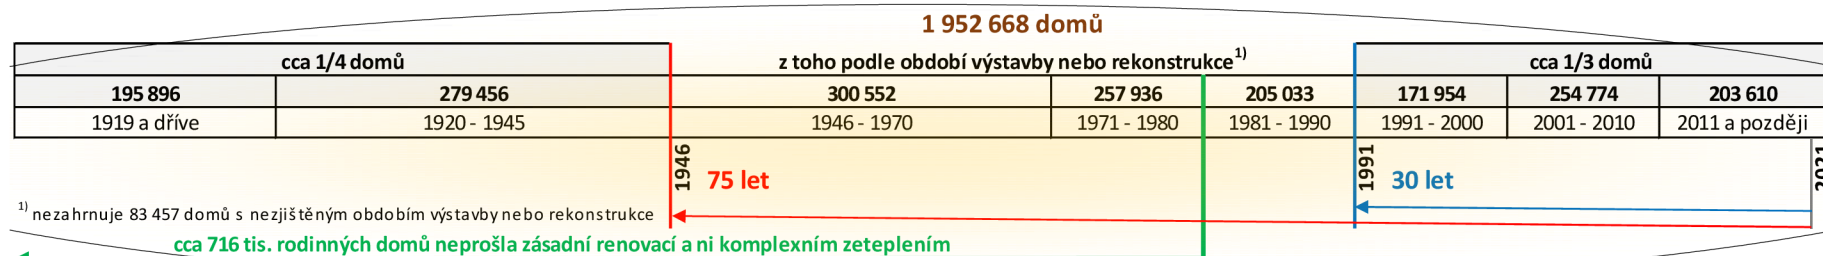 1 952 668 domů
cca 1/4 domů z toho podle období výstavby nebo rekonstrukce1) cca 1/3 domů
195 896 279 456 300 552 257 936 205 033 171 954 254 774 203 610
1919 a dříve 1920 - 1945 1946 - 1970 1971 - 1980 1981 - 1990 1991 - 2000 2001 - 2010 2011 a později
1946 75 let 1991 30 let 2021
1) nezahrnuje 83 457 domů s nezjištěným obdobím výstavby nebo rekonstrukce
cca 716 tis. rodinných domů neprošla zásadní renovací a ni komplexním zeteplením